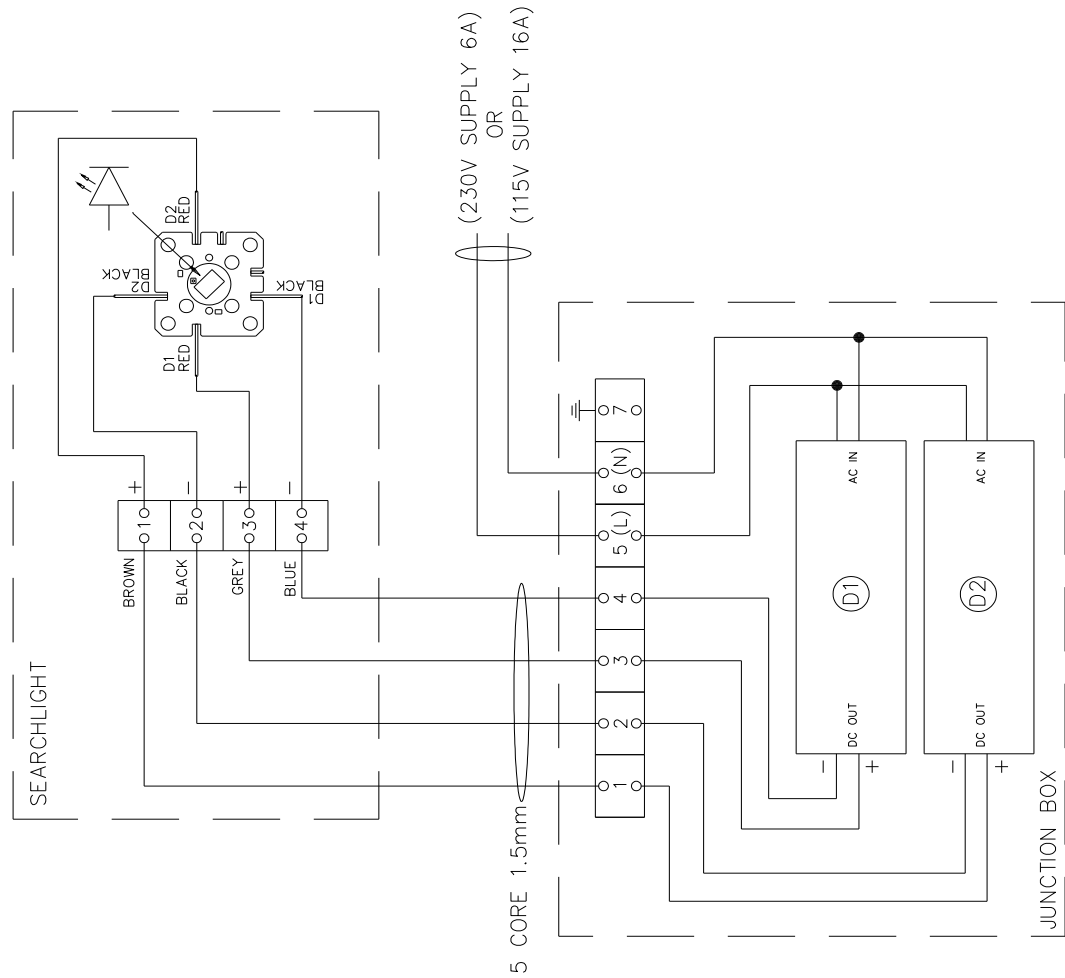 SEARCHLIGHT
D2
RED
D2
BLACK
D1
BLACK
D1
RED
+
−
+
−
1
2
3
4
BROWN
BLACK
GREY
BLUE
(230V SUPPLY 6A)
OR
(115V SUPPLY 16A)
5 CORE 1.5mm
1
2
3
4
5 (L)
6 (N)
7
AC IN
D1
DC OUT
−
+
AC IN
D2
DC OUT
−
+
JUNCTION BOX